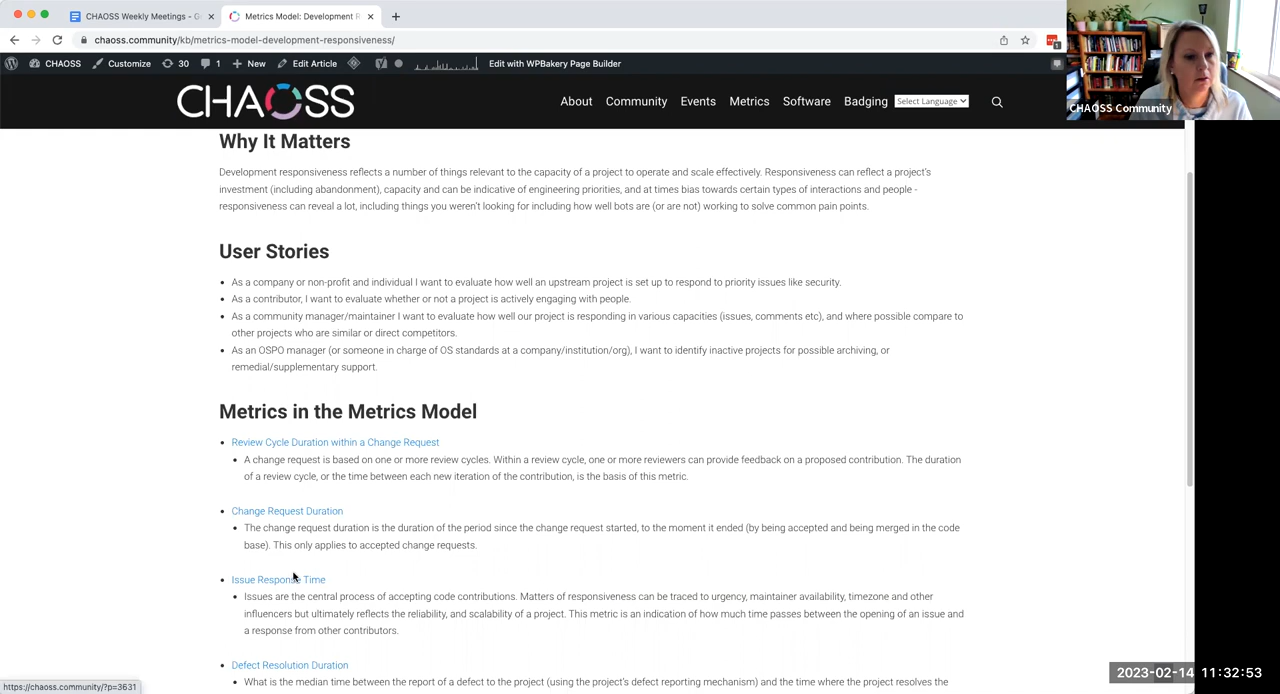 CHAOSS Weekly Meetings - G
Metrics Model: Development R
chaoss.community/kb/metrics-model-development-responsiveness/
CHAOSS
Customize
30
1
New
Edit Article
Edit with WPBakery Page Builder
CHAOSS
About
Community
Events
Metrics
Software
Badging
Select Language
CHAOSS Community
Why It Matters
Development responsiveness reflects a number of things relevant to the capacity of a project to operate and scale effectively. Responsiveness can reflect a project's
investment (including abandonment), capacity and can be indicative of engineering priorities, and at times bias towards certain types of interactions and people -
responsiveness can reveal a lot, including things you weren't looking for including how well bots are (or are not) working to solve common pain points.
User Stories
As a company or non-profit and individual I want to evaluate how well an upstream project is set up to respond to priority issues like security.
As a contributor, I want to evaluate whether or not a project is actively engaging with people.
As a community manager/maintainer I want to evaluate how well our project is responding in various capacities (issues, comments etc), and where possible compare to
other projects who are similar or direct competitors.
As an OSPO manager (or someone in charge of OS standards at a company/institution/org), I want to identify inactive projects for possible archiving, or
remedial/supplementary support.
Metrics in the Metrics Model
Review Cycle Duration within a Change Request
A change request is based on one or more review cycles. Within a review cycle, one or more reviewers can provide feedback on a proposed contribution. The duration
of a review cycle, or the time between each new iteration of the contribution, is the basis of this metric.
Change Request Duration
The change request duration is the duration of the period since the change request started, to the moment it ended (by being accepted and being merged in the code
base). This only applies to accepted change requests.
Issue Response Time
Issues are the central process of accepting code contributions. Matters of responsiveness can be traced to urgency, maintainer availability, timezone and other
influencers but ultimately reflects the reliability, and scalability of a project. This metric is an indication of how much time passes between the opening of an issue and
a response from other contributors.
Defect Resolution Duration
What is the median time between the report of a defect to the project (using the project's defect reporting mechanism) and the time where the project resolves the
https://chaoss.community/?p=3631
2023-02-14 11:32:53